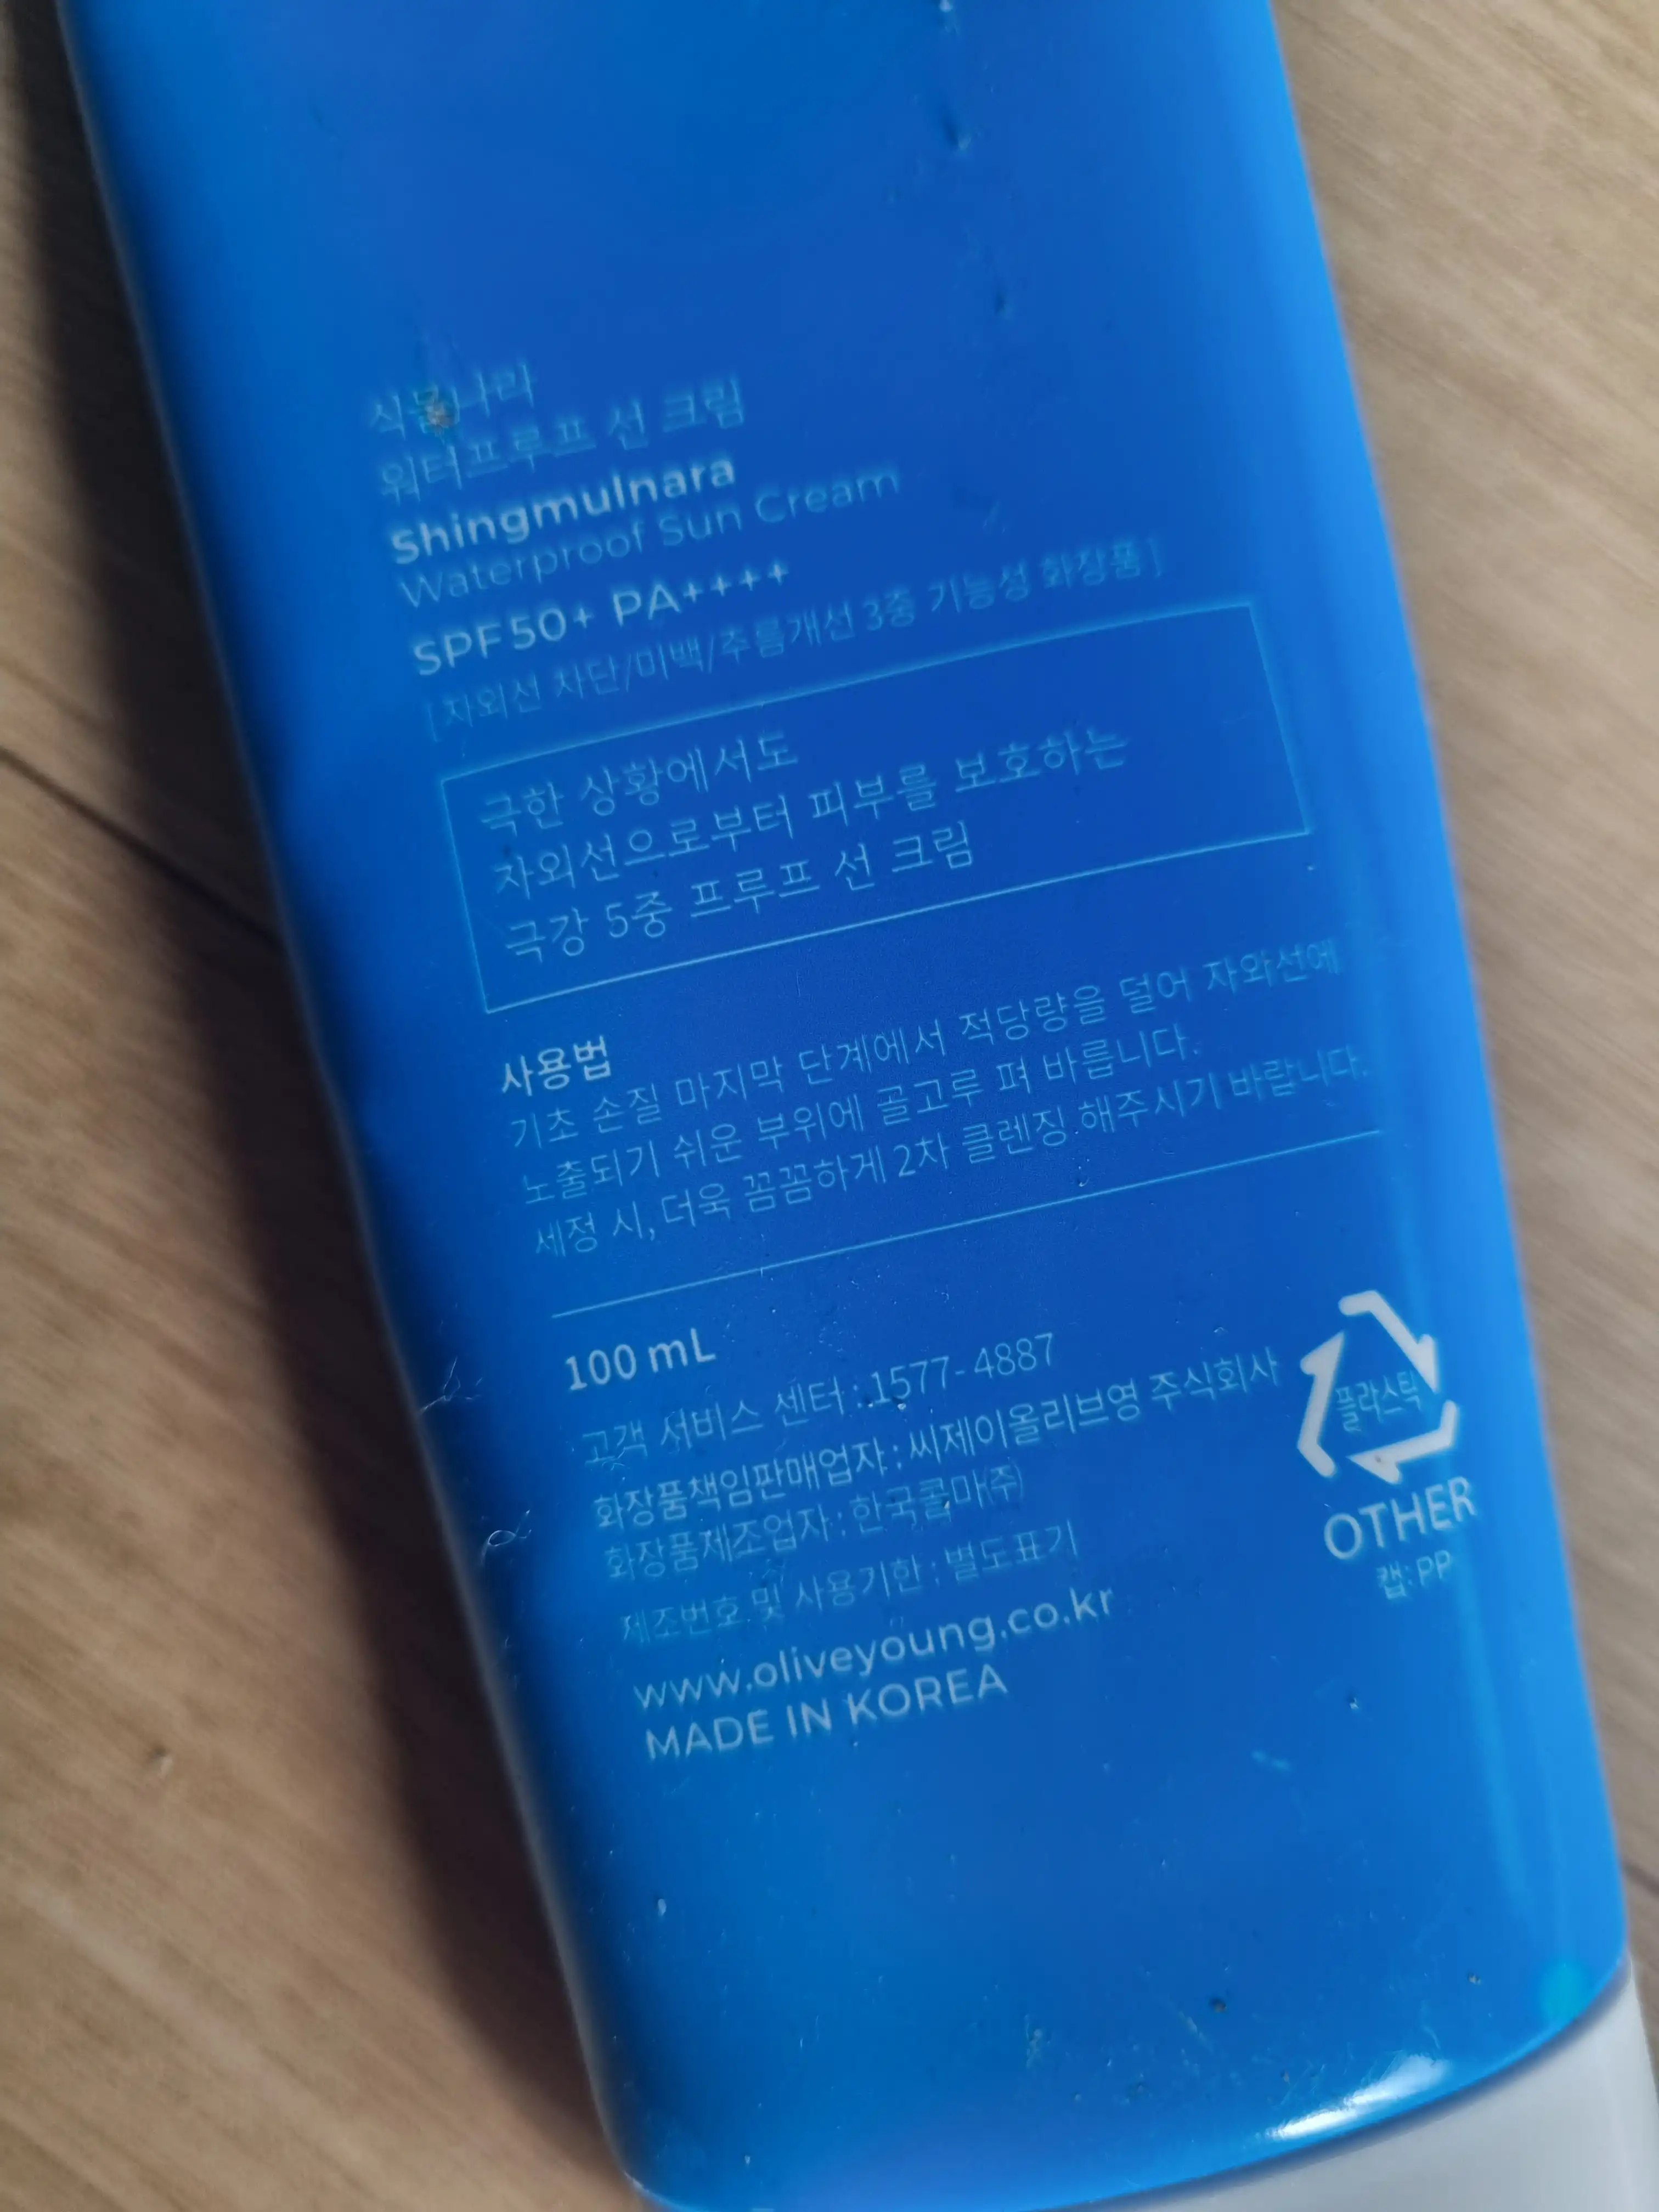 식물나라
워터프루프 선 크림
Shingmulnara
Waterproof Sun Cream
SPF50+ PA++++
[ 자외선 차단/미백/주름개선 3중 기능성 화장품 ]
극한 상황에서도
자외선으로부터 피부를 보호하는
극강 5중 프루프 선 크림
사용법
기초 손질 마지막 단계에서 적당량을 덜어 자외선에
노출되기 쉬운 부위에 골고루 펴 바릅니다.
세정 시, 더욱 꼼꼼하게 2차 클렌징 해주시기 바랍니다.
100 mL
고객 서비스 센터 : 1577-4887
화장품책임판매업자 : 씨제이올리브영 주식회사
화장품제조업자 : 한국콜마(주)
제조번호 및 사용기한 : 별도표기
www.oliveyoung.co.kr
MADE IN KOREA
플라스틱
OTHER
캡: PP